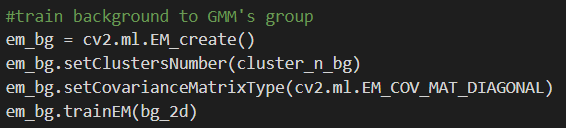 #train background to GMM's group
em_bg = cv2.ml.EM_create()
em_bg.setClustersNumber(cluster_n_bg)
em_bg.setCovarianceMatrixType(cv2.ml.EM_COV_MAT_DIAGONAL)
em_bg.trainEM(bg_2d)